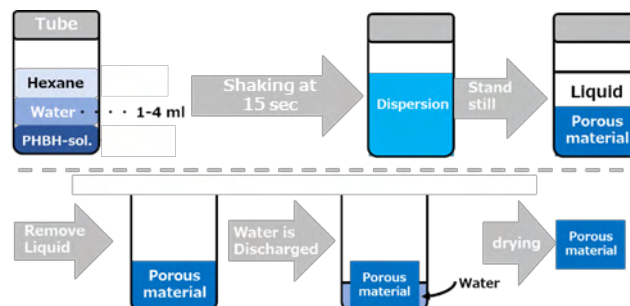 Tube
Hexane
Water ····· 1-4 ml
PHBH-sol.
Shaking at
15 sec
Dispersion
Stand
still
Liquid
Porous
material
Remove
Liquid
Porous
material
Water is
Discharged
Porous
material
Water
drying
Porous
material